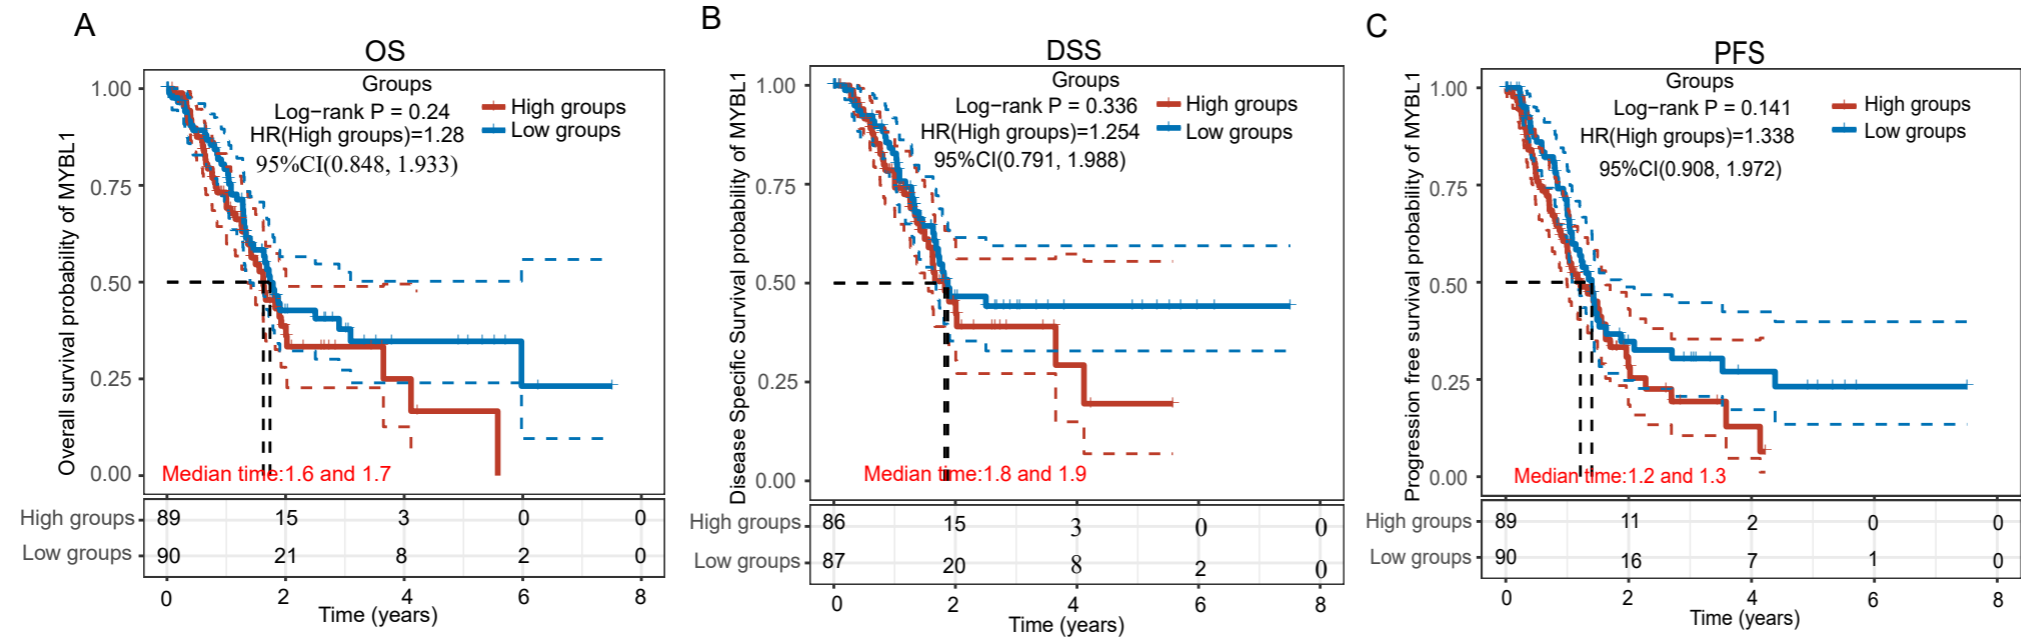 A
OS
Overall survival probability of MYBL1
1.00
0.75
0.50
0.25
0.00
Groups
Log−rank P = 0.24
HR(High groups)=1.28
95%CI(0.848, 1.933)
High groups
Low groups
Median time:1.6 and 1.7
High groups 89 15 3 0 0
Low groups 90 21 8 2 0
0 2 4 6 8
Time (years)
B
DSS
Disease Specific Survival probability of MYBL1
1.00
0.75
0.50
0.25
0.00
Groups
Log−rank P = 0.336
HR(High groups)=1.254
95%CI(0.791, 1.988)
High groups
Low groups
Median time:1.8 and 1.9
High groups 86 15 3 0 0
Low groups 87 20 8 2 0
0 2 4 6 8
Time (years)
C
PFS
Progression free survival probability of MYBL1
1.00
0.75
0.50
0.25
0.00
Groups
Log−rank P = 0.141
HR(High groups)=1.338
95%CI(0.908, 1.972)
High groups
Low groups
Median time:1.2 and 1.3
High groups 89 11 2 0 0
Low groups 90 16 7 1 0
0 2 4 6 8
Time (years)